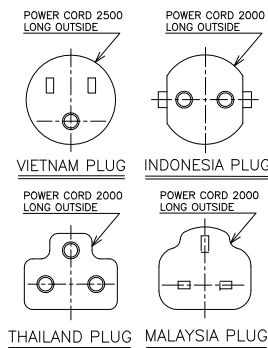 POWER CORD 2500
LONG OUTSIDE
VIETNAM PLUG
POWER CORD 2000
LONG OUTSIDE
INDONESIA PLUG
POWER CORD 2000
LONG OUTSIDE
THAILAND PLUG
POWER CORD 2000
LONG OUTSIDE
MALAYSIA PLUG